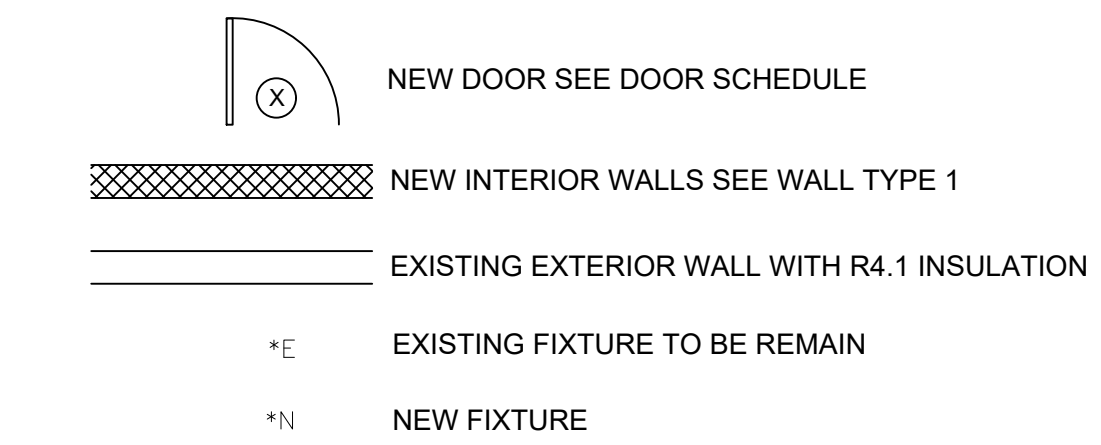 X NEW DOOR SEE DOOR SCHEDULE
NEW INTERIOR WALLS SEE WALL TYPE 1
EXISTING EXTERIOR WALL WITH R4.1 INSULATION
*E EXISTING FIXTURE TO BE REMAIN
*N NEW FIXTURE